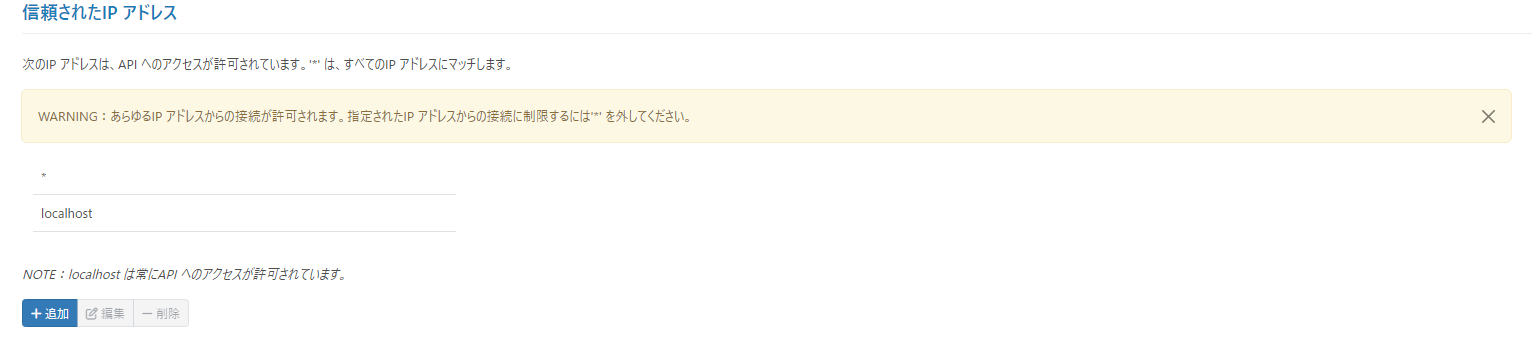 信頼されたIP アドレス
次のIP アドレスは、API へのアクセスが許可されています。'*' は、すべてのIP アドレスにマッチします。
WARNING：あらゆるIP アドレスからの接続が許可されます。指定されたIP アドレスからの接続に制限するには'*' を外してください。
*
localhost
NOTE：localhost は常にAPI へのアクセスが許可されています。
追加 編集 削除